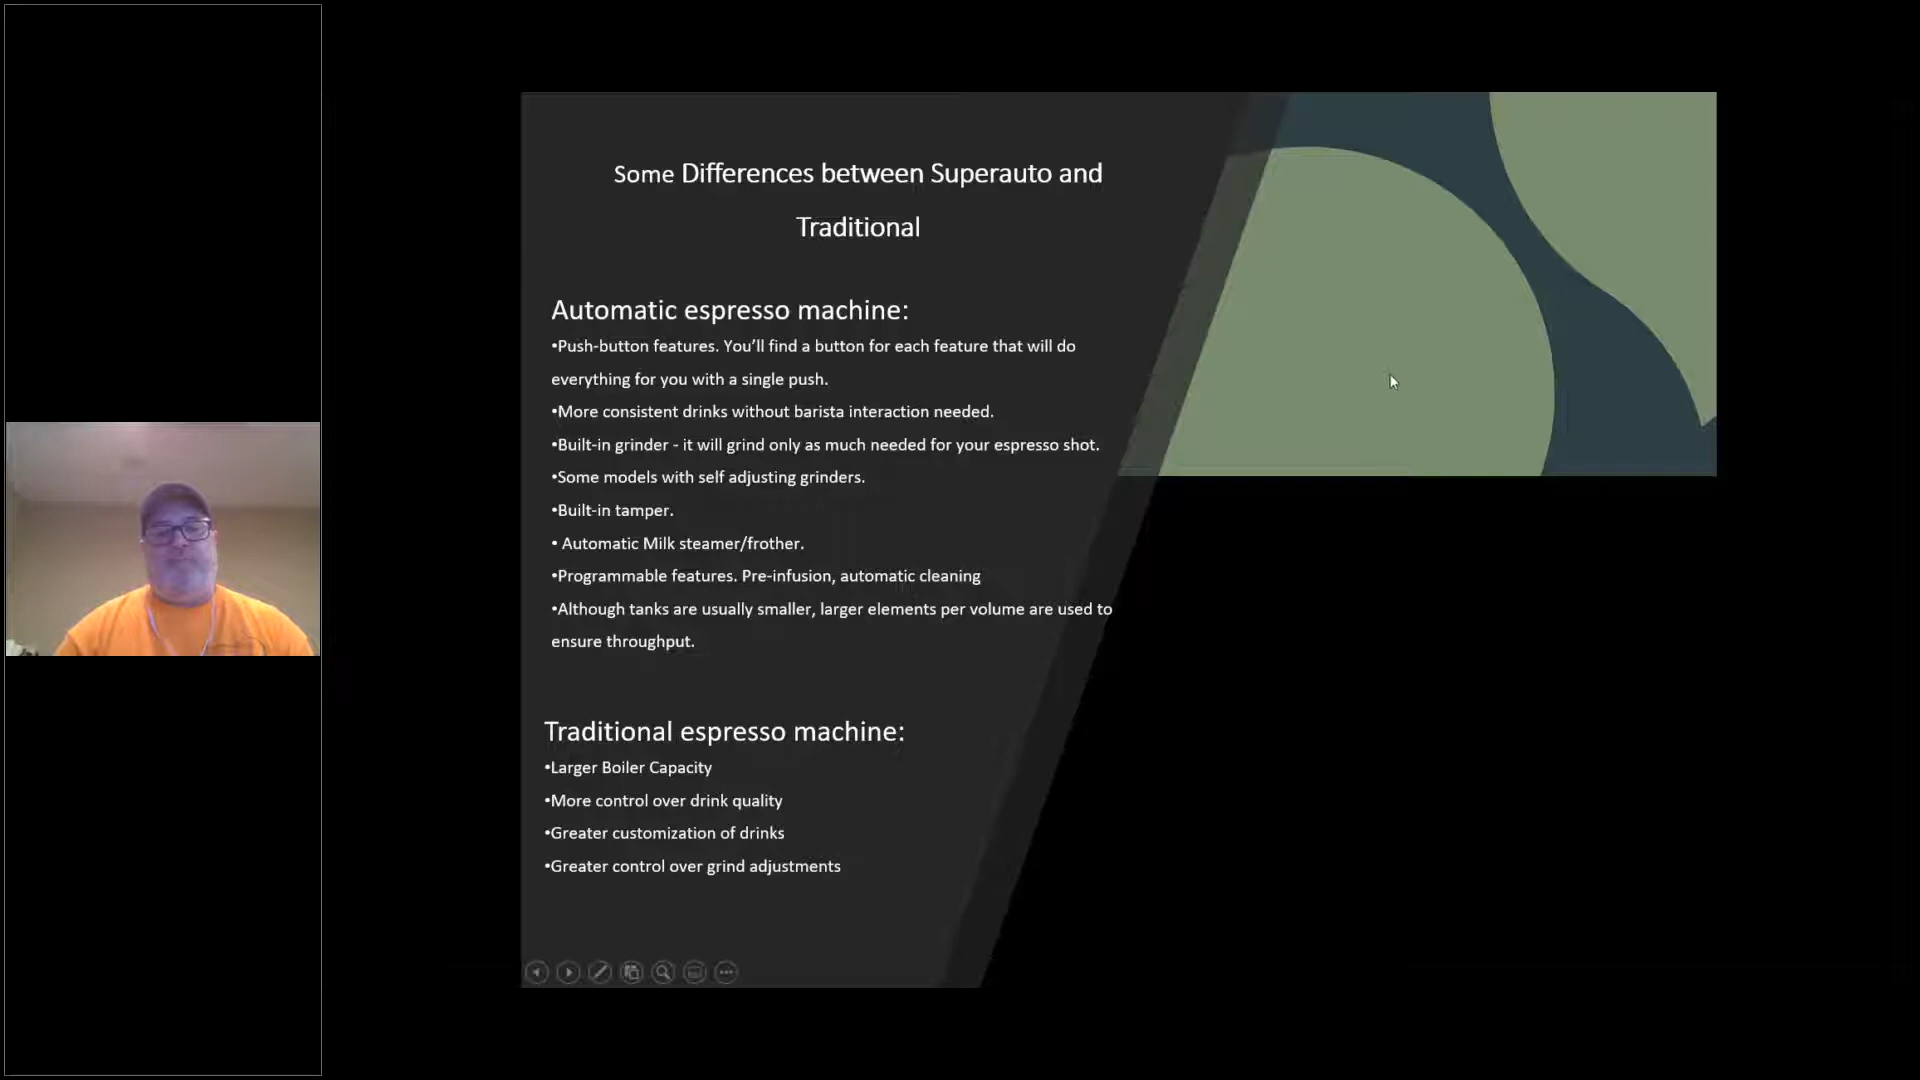 Some Differences between Superauto and
Traditional
Automatic espresso machine:
•Push-button features. You’ll find a button for each feature that will do
everything for you with a single push.
•More consistent drinks without barista interaction needed.
•Built-in grinder - it will grind only as much needed for your espresso shot.
•Some models with self adjusting grinders.
•Built-in tamper.
• Automatic Milk steamer/frother.
•Programmable features. Pre-infusion, automatic cleaning
•Although tanks are usually smaller, larger elements per volume are used to
ensure throughput.
Traditional espresso machine:
•Larger Boiler Capacity
•More control over drink quality
•Greater customization of drinks
•Greater control over grind adjustments